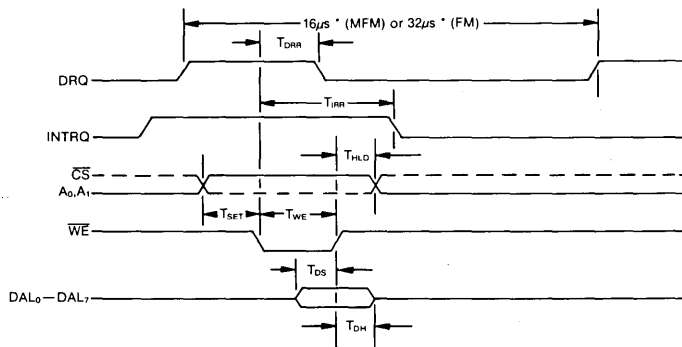 16μs * (MFM) or 32μs * (FM)
TDRR
DRQ
TIRR
INTRQ
THLD
CS
A0,A1
TSET
TWE
WE
TDS
DAL0—DAL7
TDH